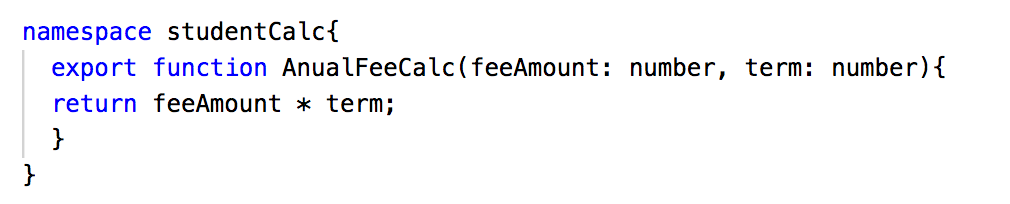 namespace studentCalc{
export function AnualFeeCalc(feeAmount: number, term: number){
return feeAmount * term;
}
}